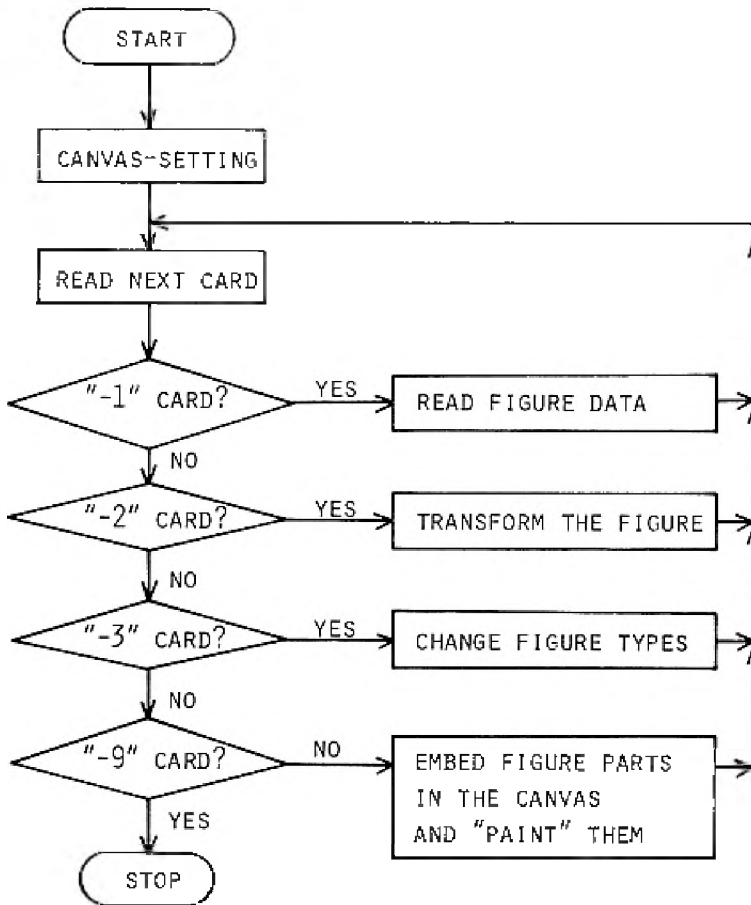 START
CANVAS-SETTING
READ NEXT CARD
"-1" CARD?
YES
READ FIGURE DATA
NO
"-2" CARD?
YES
TRANSFORM THE FIGURE
NO
"-3" CARD?
YES
CHANGE FIGURE TYPES
NO
"-9" CARD?
NO
EMBED FIGURE PARTS
IN THE CANVAS
AND "PAINT" THEM
YES
STOP